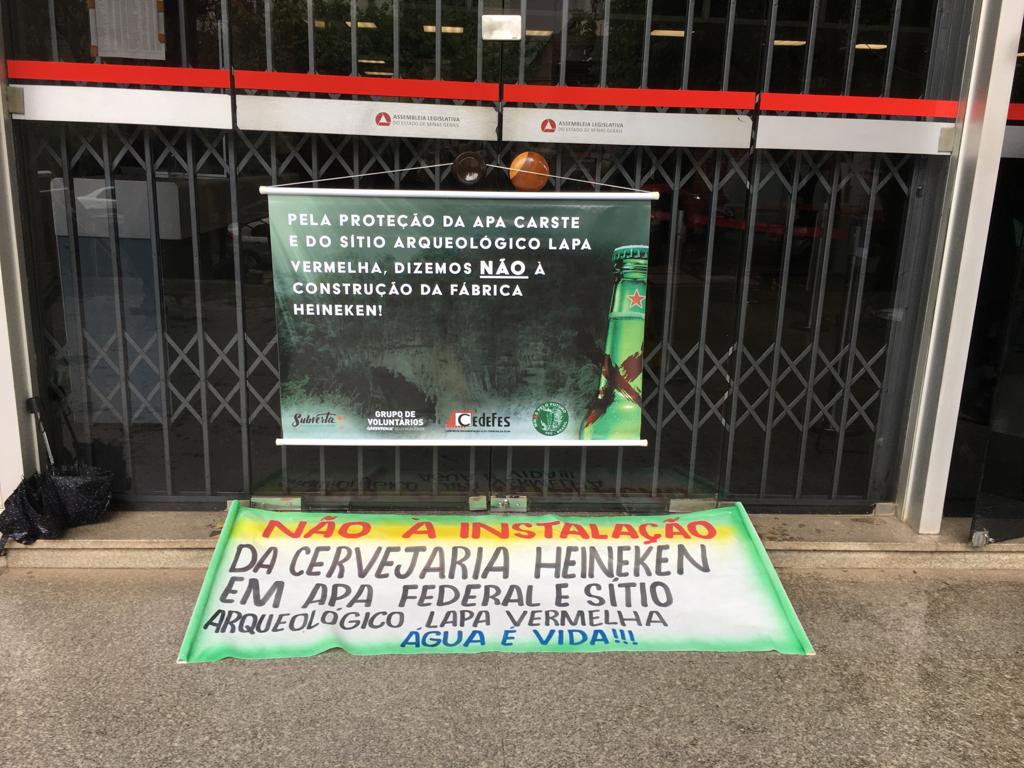 ASSEMBLEIA LEGISLATIVA
DO ESTADO DE MINAS GERAIS
ASSEMBLEIA LEGISLATIVA
DO ESTADO DE MINAS GERAIS
PELA PROTEÇÃO DA APA CARSTE
E DO SÍTIO ARQUEOLÓGICO LAPA
VERMELHA, DIZEMOS NÃO À
CONSTRUÇÃO DA FÁBRICA
HEINEKEN!
Subverta
GRUPO DE
VOLUNTÁRIOS
GREENPEACE
CEDEFES
NÃO À INSTALAÇÃO
DA CERVEJARIA HEINEKEN
EM APA FEDERAL E SÍTIO
ARQUEOLÓGICO LAPA VERMELHA
ÁGUA É VIDA!!!